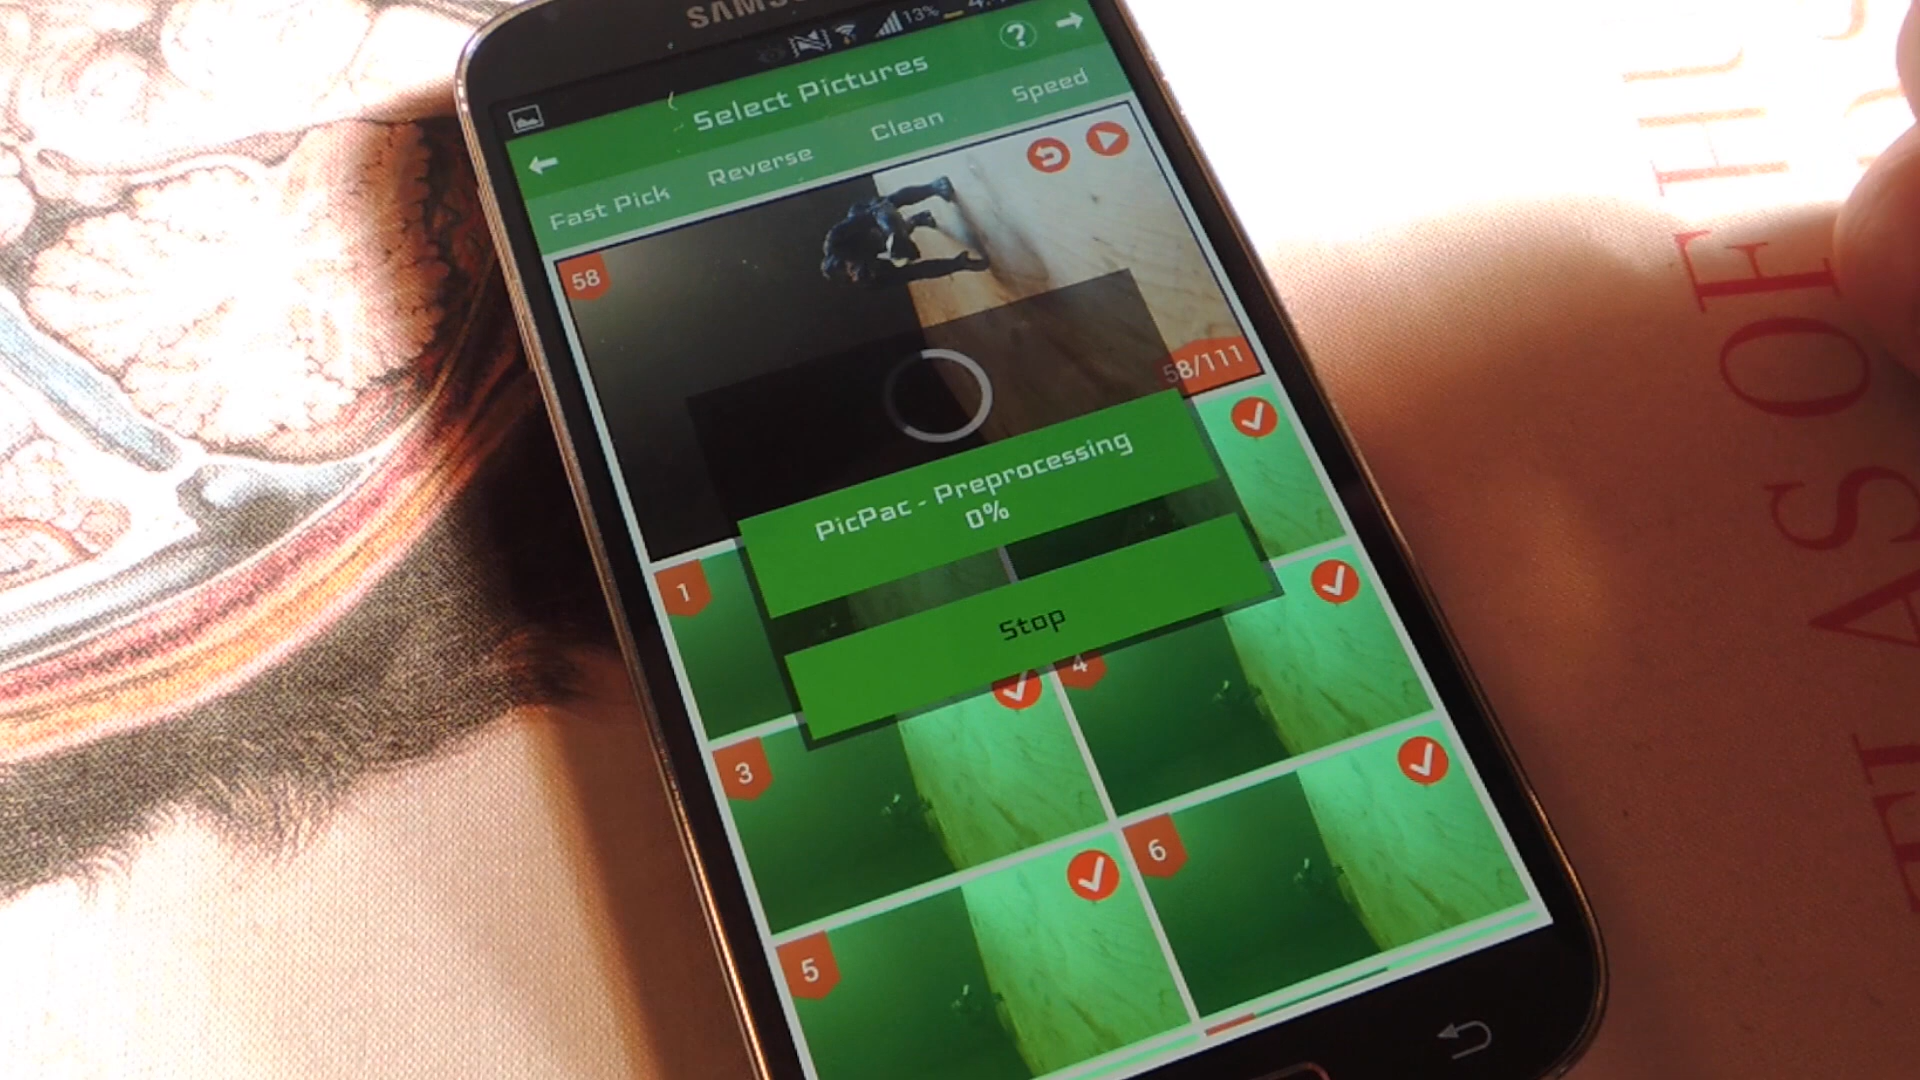 SAMS
13%
Select Pictures
Fast Pick Reverse Clean Speed
58
58/111
PicPac - Preprocessing
0%
Stop
1
3
4
5
6